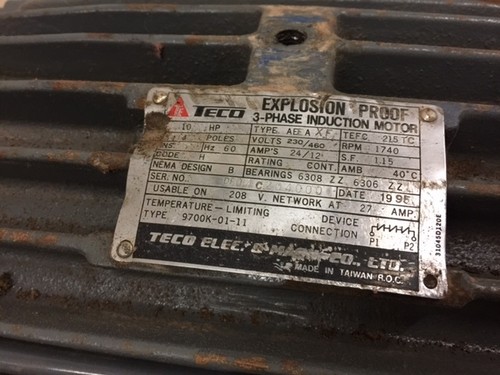 TECO EXPLOSION PROOF
3-PHASE INDUCTION MOTOR
10 HP TYPE AEEA XF TEFC 215TC
POLES VOLTS 230/460 RPM 1740
INS. Hz 60 AMP'S 24/12 S.F. 1.15
CODE H RATING CONT. AMB 40°C
NEMA DESIGN B BEARINGS 6308 ZZ 6306 ZZ
SER. NO. DATE 1995
USABLE ON 208 V. NETWORK AT 27 AMP.
TEMPERATURE-LIMITING DEVICE
TYPE 9700K-01-11 CONNECTION P1 P2
TECO ELEC. & CO., LTD.
MADE IN TAIWAN R.O.C.
31045D120E